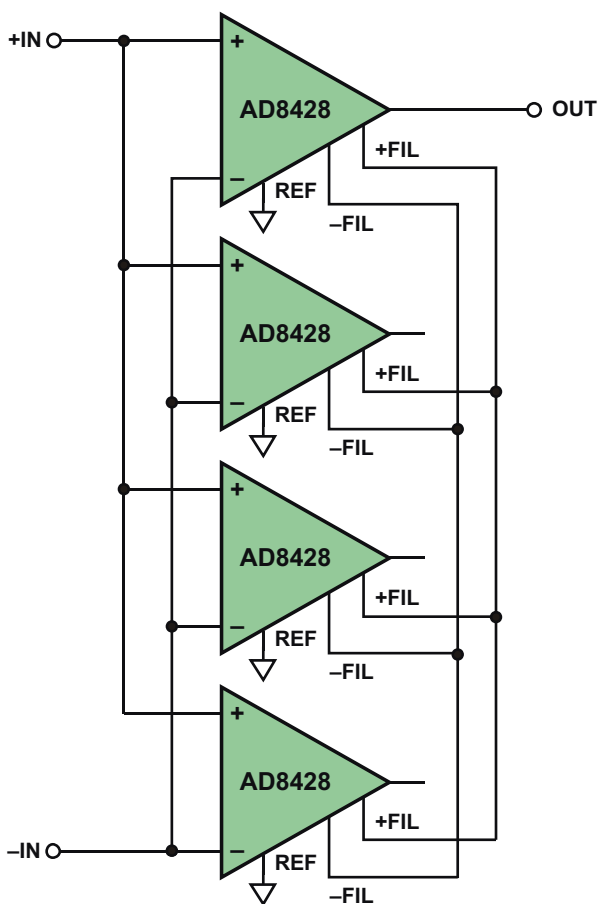 +IN
+
AD8428
OUT
+FIL
–
REF
–FIL
+
AD8428
+FIL
–
REF
–FIL
+
AD8428
+FIL
–
REF
–FIL
+
AD8428
+FIL
–IN
–
REF
–FIL